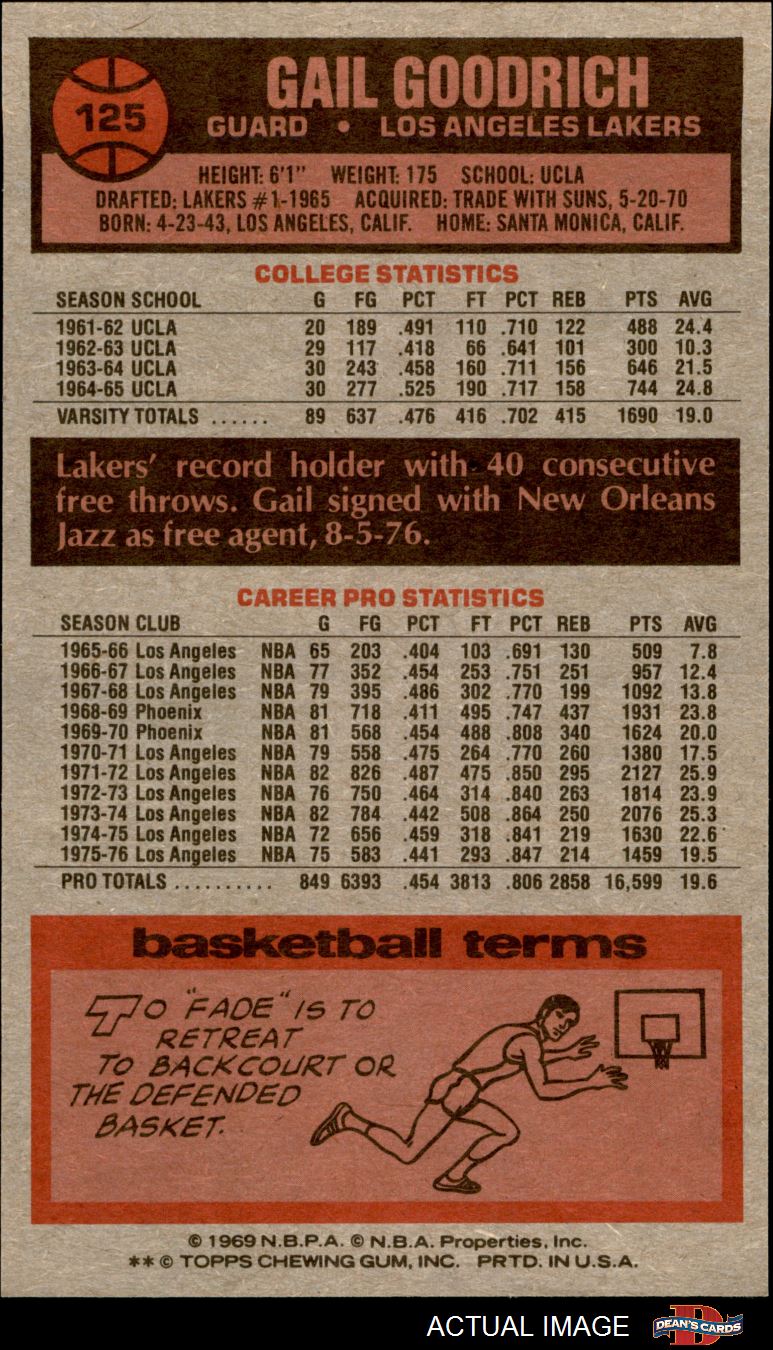 125
GAIL GOODRICH
GUARD • LOS ANGELES LAKERS
HEIGHT: 6'1" WEIGHT: 175 SCHOOL: UCLA
DRAFTED: LAKERS #1-1965 ACQUIRED: TRADE WITH SUNS, 5-20-70
BORN: 4-23-43, LOS ANGELES, CALIF. HOME: SANTA MONICA, CALIF.
COLLEGE STATISTICS
SEASON SCHOOL G FG PCT FT PCT REB PTS AVG
1961-62 UCLA 20 189 .491 110 .710 122 488 24.4
1962-63 UCLA 29 117 .418 66 .641 101 300 10.3
1963-64 UCLA 30 243 .458 160 .711 156 646 21.5
1964-65 UCLA 30 277 .525 190 .717 158 744 24.8
VARSITY TOTALS ...... 89 637 .476 416 .702 415 1690 19.0
Lakers' record holder with 40 consecutive
free throws. Gail signed with New Orleans
Jazz as free agent, 8-5-76.
CAREER PRO STATISTICS
SEASON CLUB G FG PCT FT PCT REB PTS AVG
1965-66 Los Angeles NBA 65 203 .404 103 .691 130 509 7.8
1966-67 Los Angeles NBA 77 352 .454 253 .751 251 957 12.4
1967-68 Los Angeles NBA 79 395 .486 302 .770 199 1092 13.8
1968-69 Phoenix NBA 81 718 .411 495 .747 437 1931 23.8
1969-70 Phoenix NBA 81 568 .454 488 .808 340 1624 20.0
1970-71 Los Angeles NBA 79 558 .475 264 .770 260 1380 17.5
1971-72 Los Angeles NBA 82 826 .487 475 .850 295 2127 25.9
1972-73 Los Angeles NBA 76 750 .464 314 .840 263 1814 23.9
1973-74 Los Angeles NBA 82 784 .442 508 .864 250 2076 25.3
1974-75 Los Angeles NBA 72 656 .459 318 .841 219 1630 22.6
1975-76 Los Angeles NBA 75 583 .441 293 .847 214 1459 19.5
PRO TOTALS .......... 849 6393 .454 3813 .806 2858 16,599 19.6
basketball terms
TO "FADE" IS TO
RETREAT
TO BACKCOURT OR
THE DEFENDED
BASKET.
© 1969 N.B.P.A. © N.B.A. Properties, Inc.
** © TOPPS CHEWING GUM, INC. PRTD. IN U.S.A.
ACTUAL IMAGE
D
DEAN'S CARDS